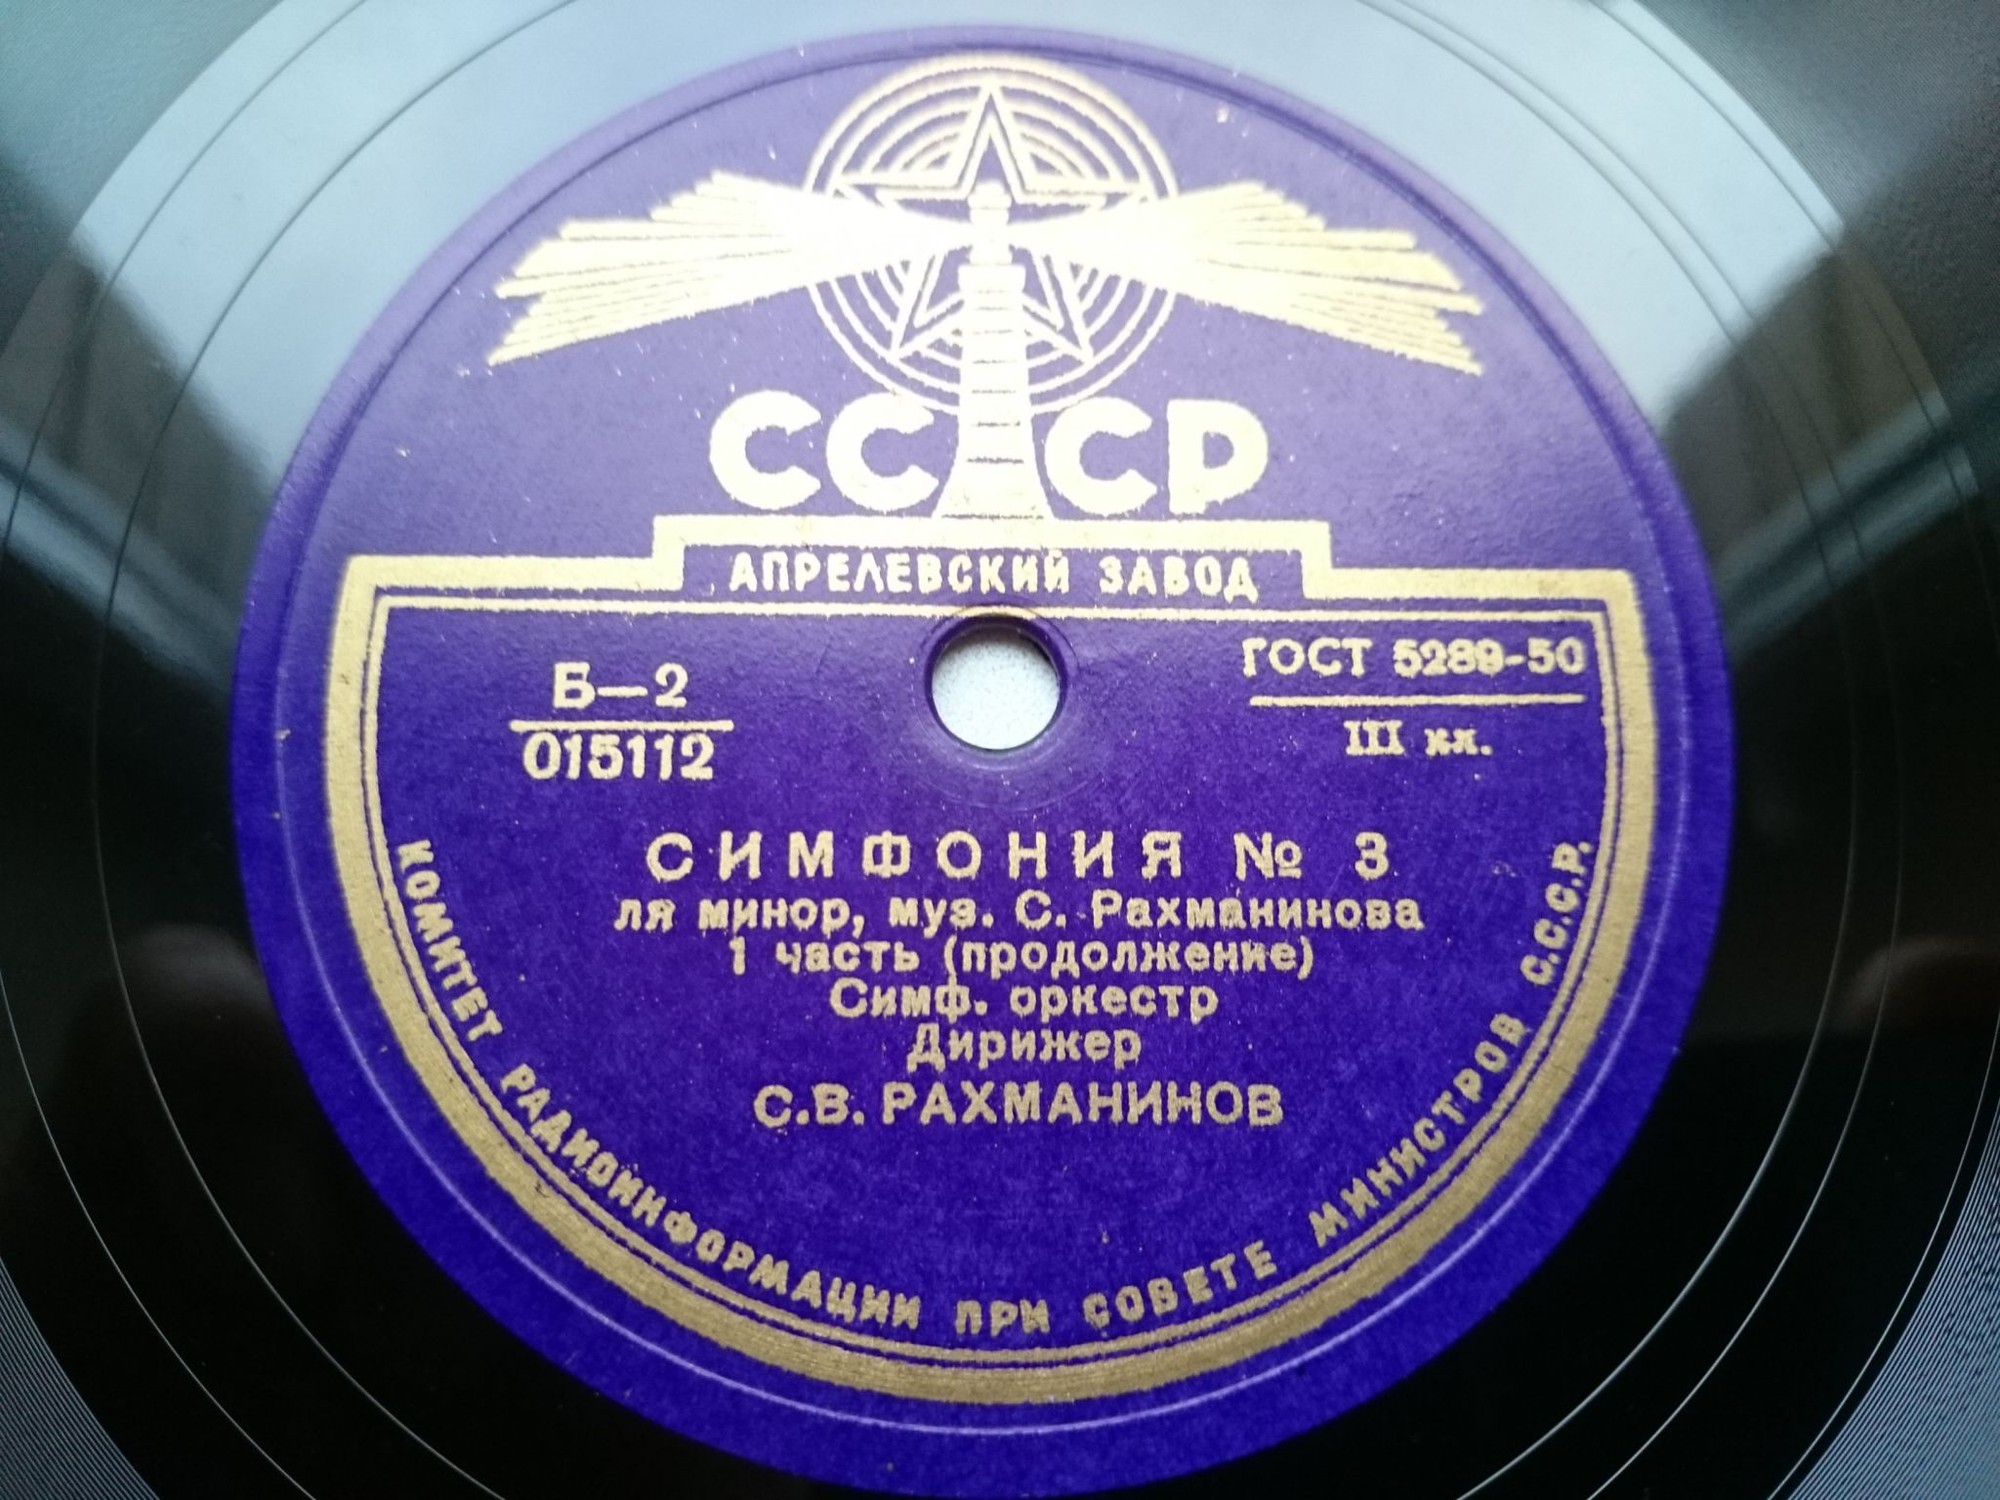 СССР
АПРЕЛЕВСКИЙ ЗАВОД
Б—2
015112
ГОСТ 5289-50
III кл.
СИМФОНИЯ № 3
ля минор, муз. С. Рахманинова
1 часть (продолжение)
Симф. оркестр
Дирижер
С.В. РАХМАНИНОВ
КОМИТЕТ РАДИОИНФОРМАЦИИ ПРИ СОВЕТЕ МИНИСТРОВ С.С.С.Р.